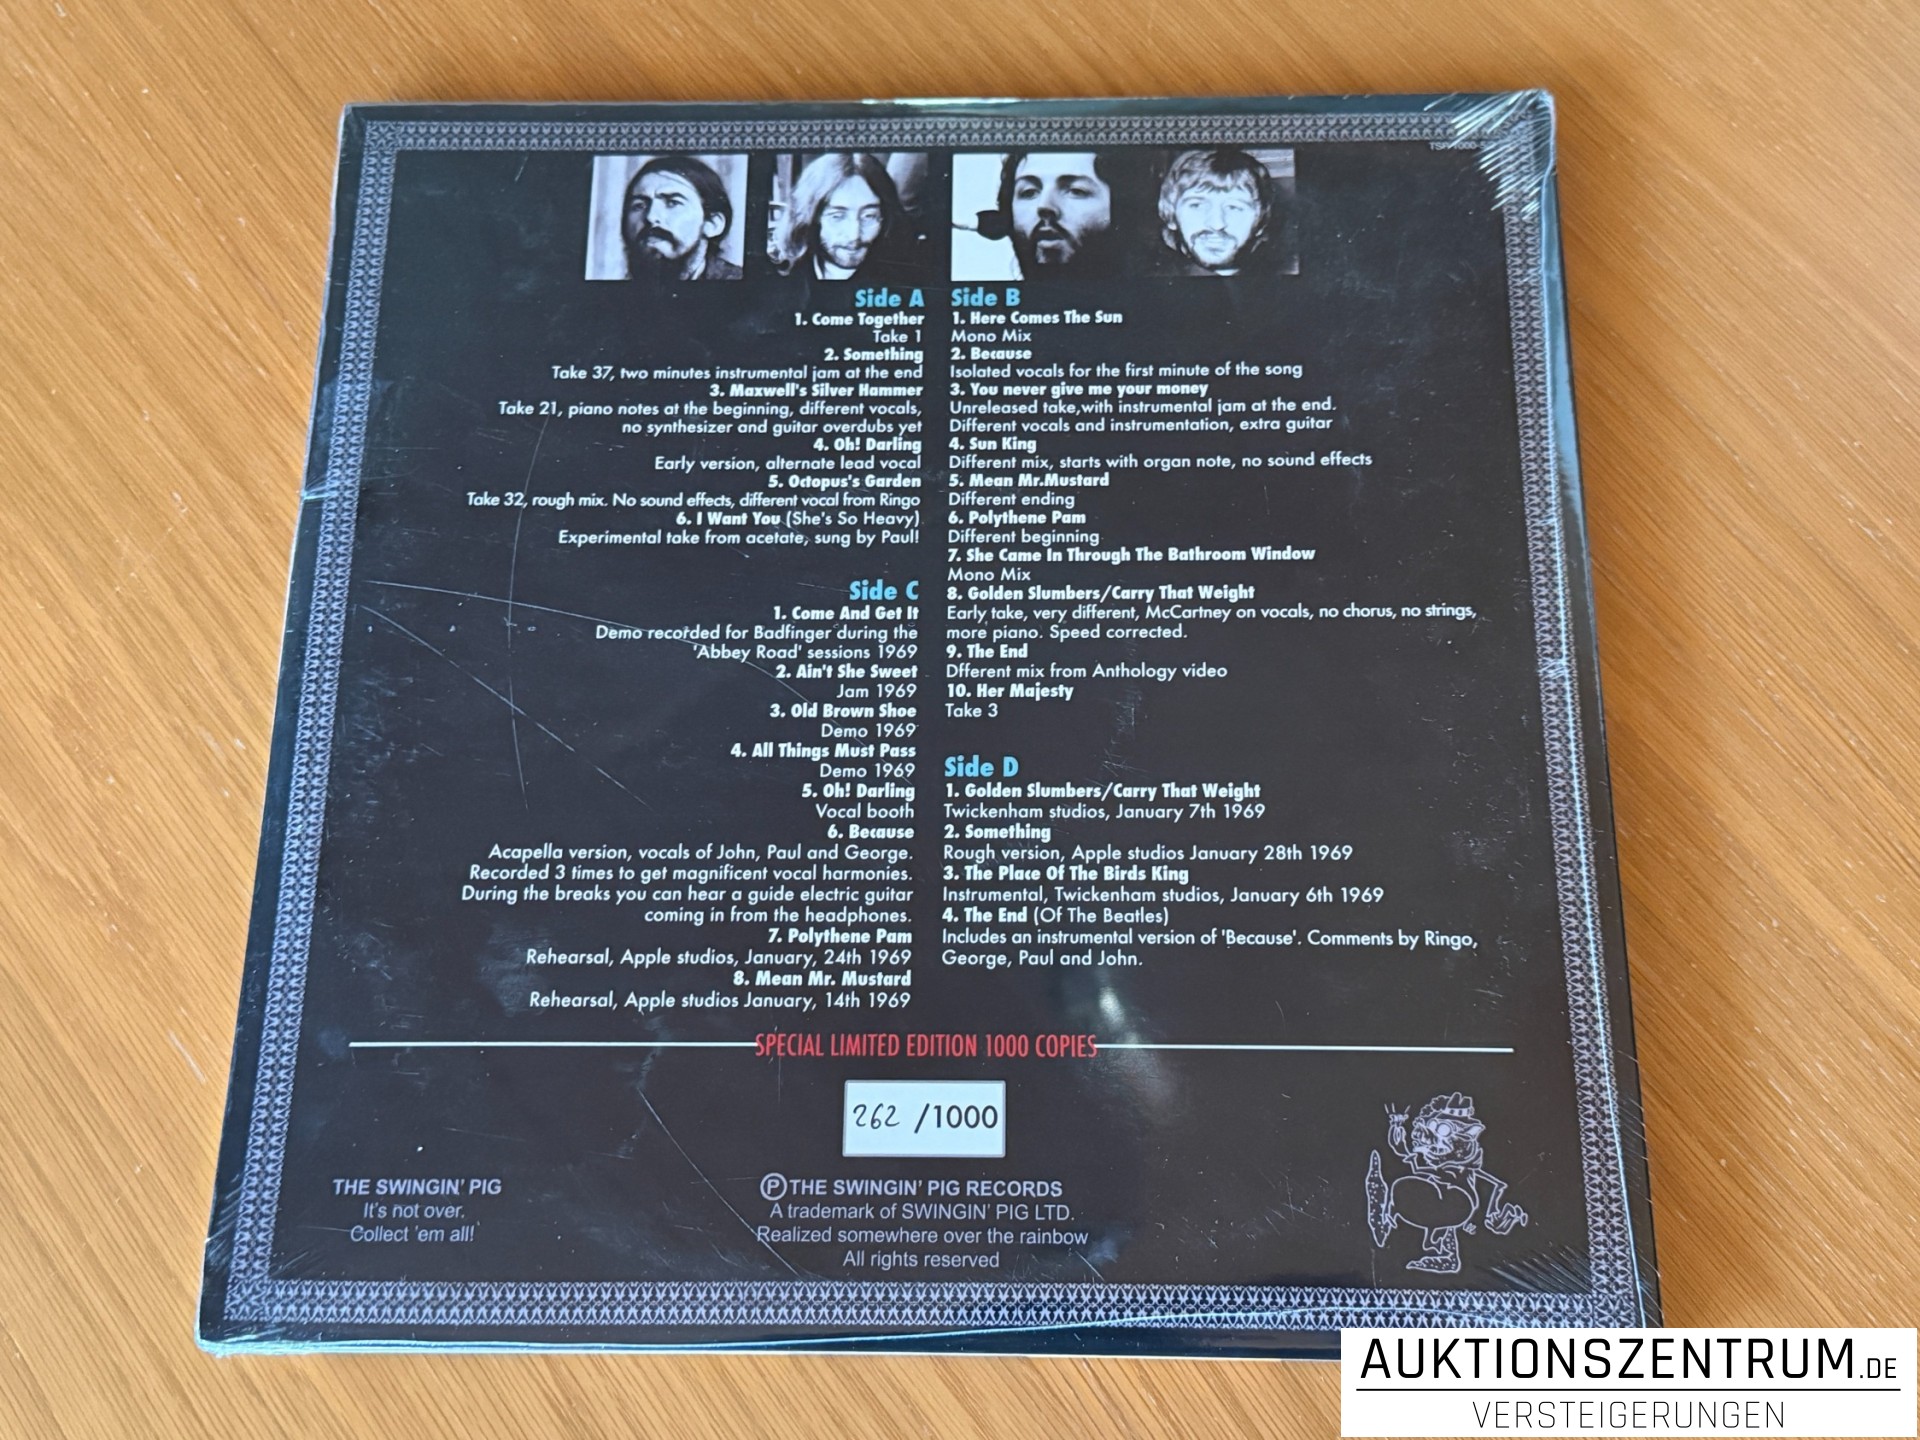 Side A
1. Come Together
Take 1
2. Something
Take 37, two minutes instrumental jam at the end
3. Maxwell's Silver Hammer
Take 21, piano notes at the beginning, different vocals,
no synthesizer and guitar overdubs yet
4. Oh! Darling
Early version, alternate lead vocal
5. Octopus's Garden
Take 32, rough mix. No sound effects, different vocal from Ringo
6. I Want You (She's So Heavy)
Experimental take from acetate, sung by Paul!
Side B
1. Here Comes The Sun
Mono Mix
2. Because
Isolated vocals for the first minute of the song
3. You never give me your money
Unreleased take,with instrumental jam at the end.
Different vocals and instrumentation, extra guitar
4. Sun King
Different mix, starts with organ note, no sound effects
5. Mean Mr.Mustard
Different ending
6. Polythene Pam
Different beginning
7. She Came In Through The Bathroom Window
Mono Mix
8. Golden Slumbers/Carry That Weight
Early take, very different, McCartney on vocals, no chorus, no strings,
more piano. Speed corrected.
9. The End
Dfferent mix from Anthology video
10. Her Majesty
Take 3
Side C
1. Come And Get It
Demo recorded for Badfinger during the
'Abbey Road' sessions 1969
2. Ain't She Sweet
Jam 1969
3. Old Brown Shoe
Demo 1969
4. All Things Must Pass
Demo 1969
5. Oh! Darling
Vocal booth
6. Because
Acapella version, vocals of John, Paul and George.
Recorded 3 times to get magnificent vocal harmonies.
During the breaks you can hear a guide electric guitar
coming in from the headphones.
7. Polythene Pam
Rehearsal, Apple studios, January, 24th 1969
8. Mean Mr. Mustard
Rehearsal, Apple studios January, 14th 1969
Side D
1. Golden Slumbers/Carry That Weight
Twickenham studios, January 7th 1969
2. Something
Rough version, Apple studios January 28th 1969
3. The Place Of The Birds King
Instrumental, Twickenham studios, January 6th 1969
4. The End (Of The Beatles)
Includes an instrumental version of 'Because'. Comments by Ringo,
George, Paul and John.
SPECIAL LIMITED EDITION 1000 COPIES
262 /1000
THE SWINGIN' PIG
It's not over.
Collect 'em all!
Ⓟ THE SWINGIN' PIG RECORDS
A trademark of SWINGIN' PIG LTD.
Realized somewhere over the rainbow
All rights reserved
AUKTIONSZENTRUM.DE
VERSTEIGERUNGEN